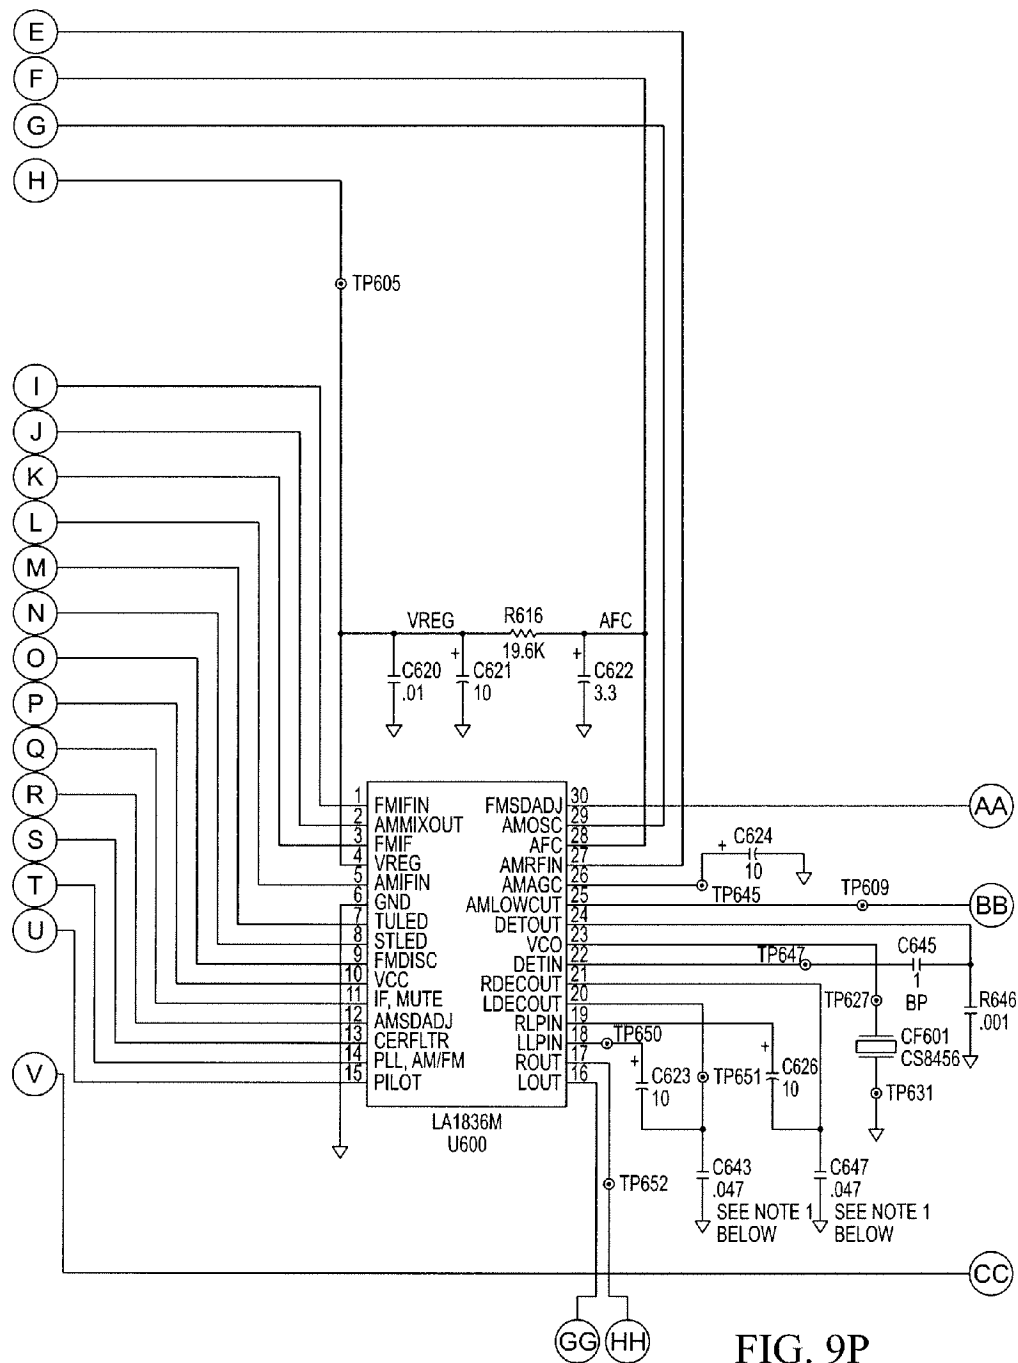 E
F
G
H
TP605
I
J
K
L
M
N
O
P
Q
R
S
T
U
V
VREG
R616
19.6K
AFC
+
C620
.01
+
C621
10
+
C622
3.3
1 FMIFIN
2 AMMIXOUT
3 FMIF
4 VREG
5 AMIFIN
6 GND
7 TULED
8 STLED
9 FMDISC
10 VCC
11 IF, MUTE
12 AMSDADJ
13 CERFLTR
14 PLL, AM/FM
15 PILOT
FMSDADJ 30
AMOSC 29
AFC 28
AMRFIN 27
AMAGC 26
AMLOWCUT 25
DETOUT 24
VCO 23
DETIN 22
RDECOUT 21
LDECOUT 20
RLPIN 19
LLPIN 18
ROUT 17
LOUT 16
LA1836M
U600
AA
+ C624
10
TP645
TP609
BB
TP647
C645
1
BP
TP627
R646
.001
CF601
CS8456
TP631
TP650
+
C623
10
TP651
+
C626
10
C643
.047
SEE NOTE 1
BELOW
C647
.047
SEE NOTE 1
BELOW
TP652
CC
GG
HH
FIG. 9P